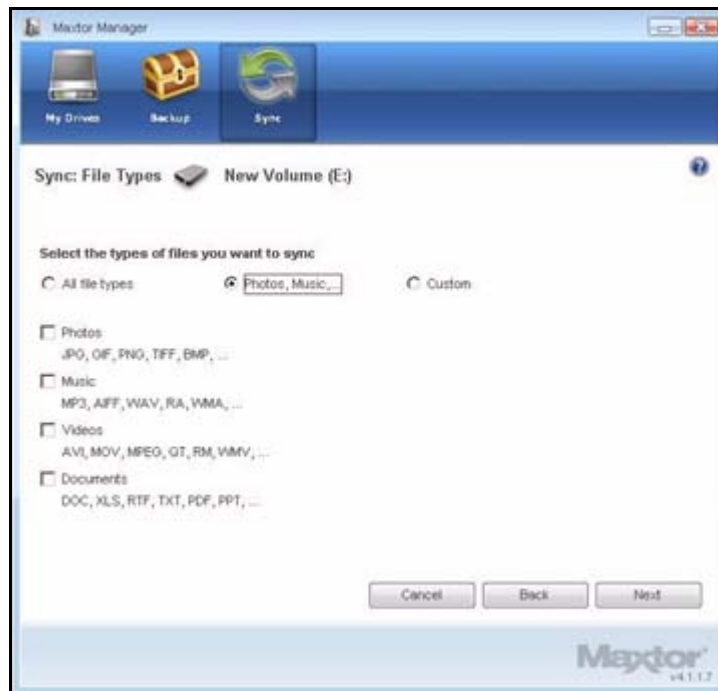 Maxtor Manager
My Drives Backup Sync
Sync: File Types New Volume (E:)
Select the types of files you want to sync
All file types Photos, Music,... Custom
Photos
JPG, GIF, PNG, TIFF, BMP, ...
Music
MP3, AIFF, WAV, RA, WMA, ...
Videos
AVI, MOV, MPEG, QT, RM, WMV, ...
Documents
DOC, XLS, RTF, TXT, PDF, PPT, ...
Cancel Back Next
Maxtor
v4.1.1.7